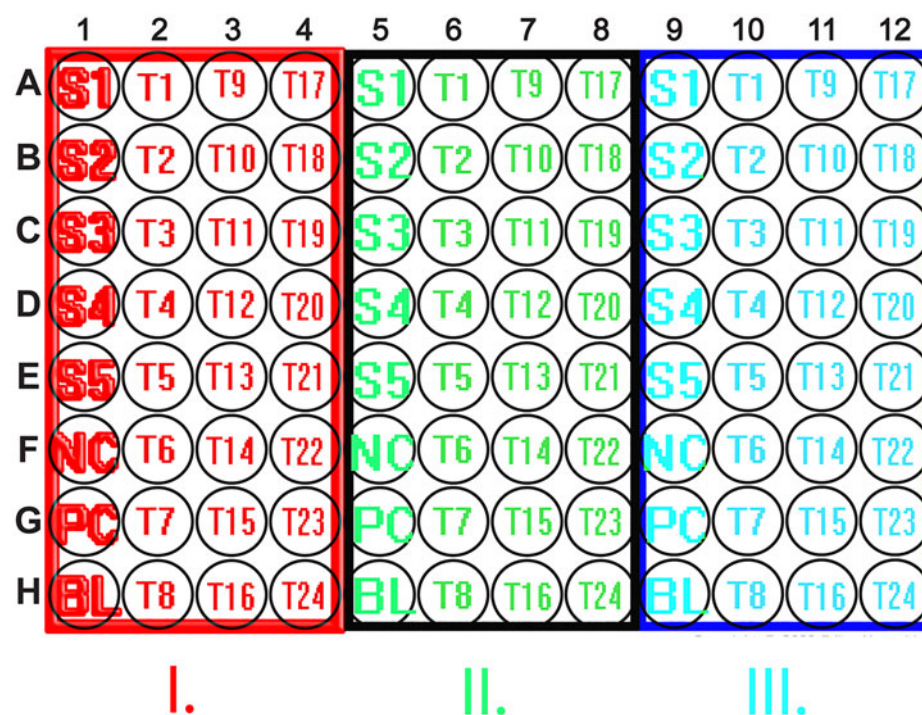 1 2 3 4 5 6 7 8 9 10 11 12
A S1 T1 T9 T17 S1 T1 T9 T17 S1 T1 T9 T17
B S2 T2 T10 T18 S2 T2 T10 T18 S2 T2 T10 T18
C S3 T3 T11 T19 S3 T3 T11 T19 S3 T3 T11 T19
D S4 T4 T12 T20 S4 T4 T12 T20 S4 T4 T12 T20
E S5 T5 T13 T21 S5 T5 T13 T21 S5 T5 T13 T21
F NC T6 T14 T22 NC T6 T14 T22 NC T6 T14 T22
G PC T7 T15 T23 PC T7 T15 T23 PC T7 T15 T23
H BL T8 T16 T24 BL T8 T16 T24 BL T8 T16 T24
I. II. III.